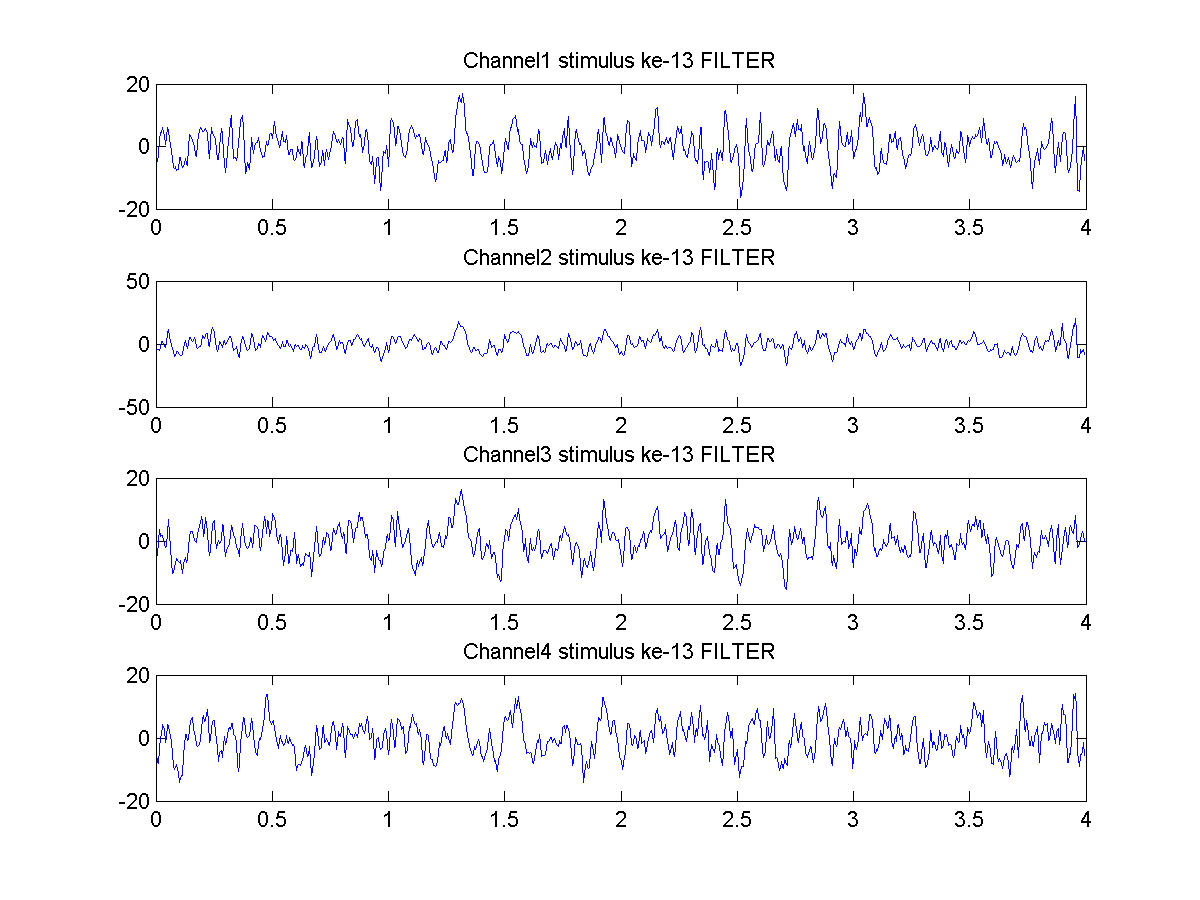 Channel1 stimulus ke-13 FILTER
20
0
-20
0 0.5 1 1.5 2 2.5 3 3.5 4
Channel2 stimulus ke-13 FILTER
50
0
-50
0 0.5 1 1.5 2 2.5 3 3.5 4
Channel3 stimulus ke-13 FILTER
20
0
-20
0 0.5 1 1.5 2 2.5 3 3.5 4
Channel4 stimulus ke-13 FILTER
20
0
-20
0 0.5 1 1.5 2 2.5 3 3.5 4